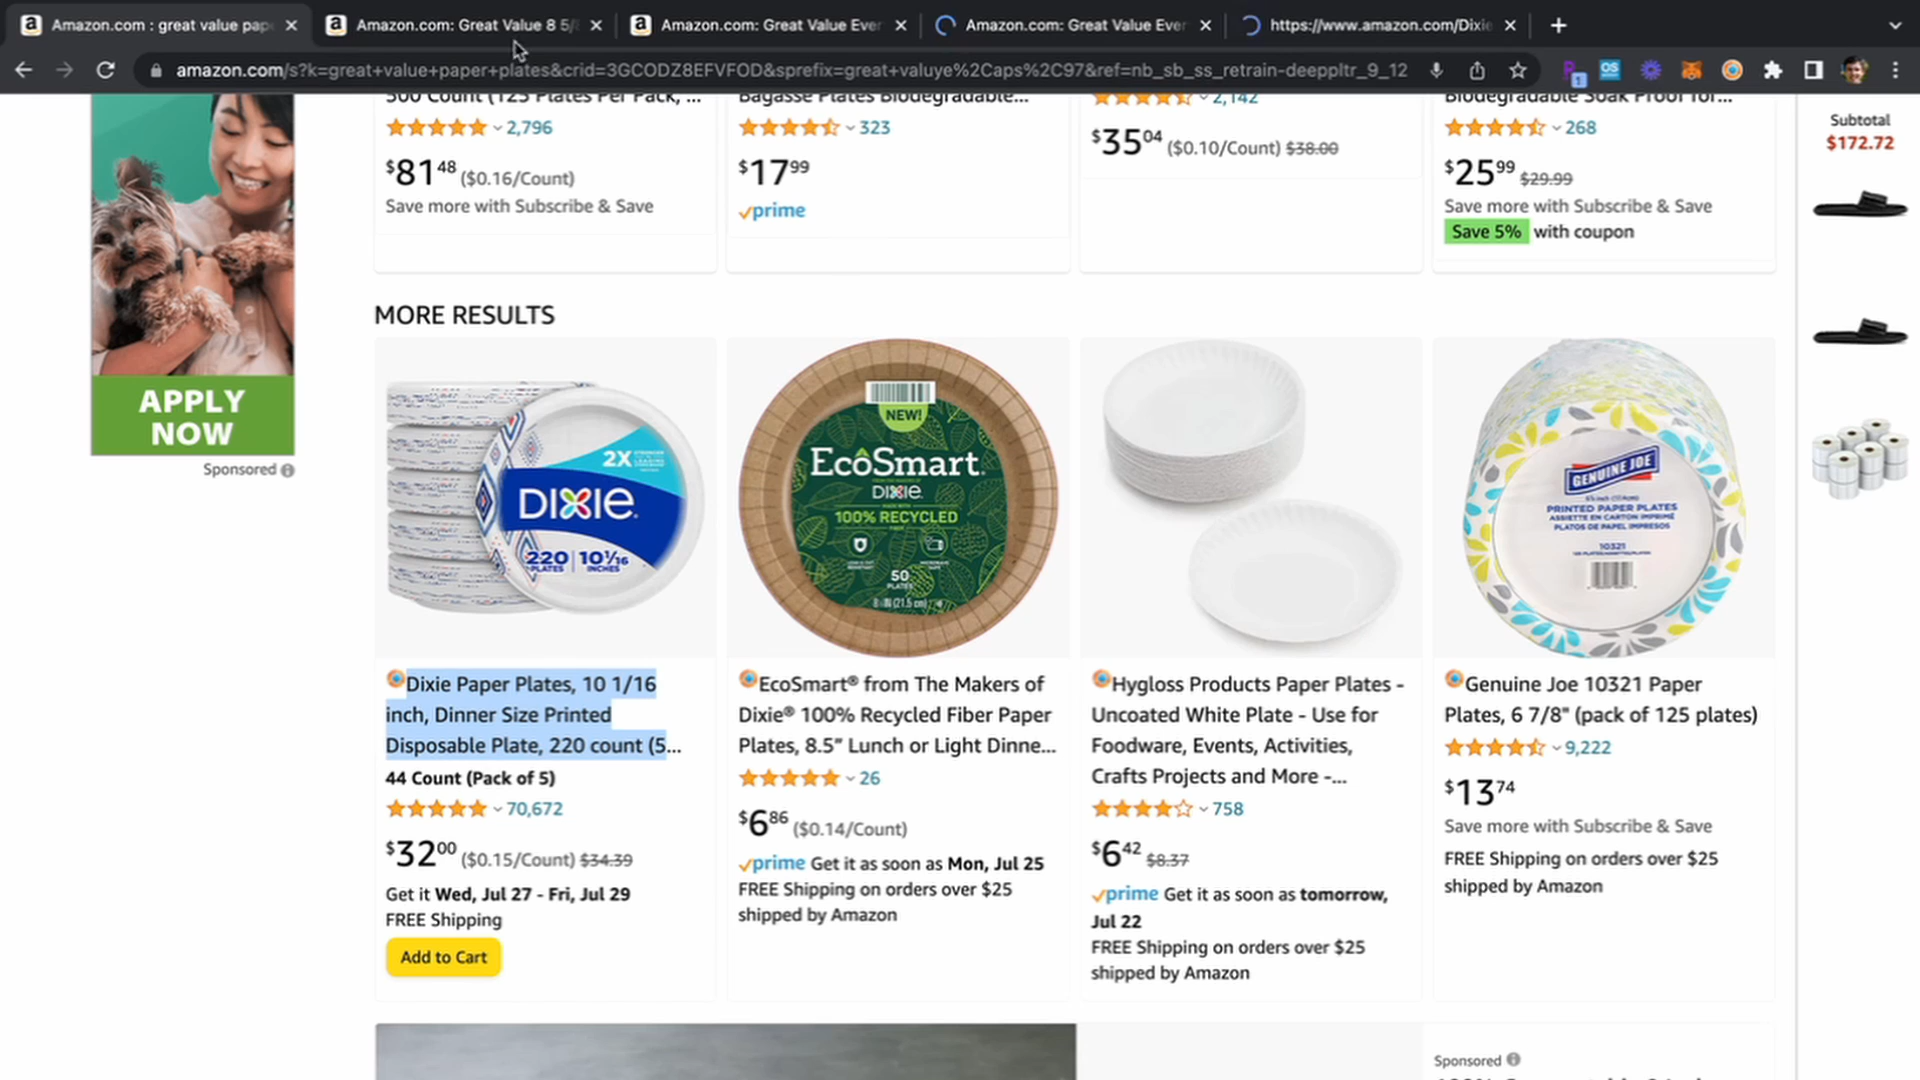 Amazon.com : great value pap
Amazon.com: Great Value 8 5/
Amazon.com: Great Value Ever
Amazon.com: Great Value Ever
https://www.amazon.com/Dixie
amazon.com/s?k=great+value+paper+plates&crid=3GCODZ8EFVFOD&sprefix=great+valuye%2Caps%2C97&ref=nb_sb_ss_retrain-deeppltr_9_12
APPLY
NOW
Sponsored
500 Count (125 Plates Per Pack, ...
2,796
$81 48 ($0.16/Count)
Save more with Subscribe & Save
Bagasse Plates Biodegradable...
323
$17 99
prime
2,142
$35 04 ($0.10/Count) $38.00
Biodegradable Soak Proof for...
268
$25 99 $29.99
Save more with Subscribe & Save
Save 5% with coupon
Subtotal
$172.72
MORE RESULTS
2X
DIXIE
220 10 1/16
PLATES INCHES
Dixie Paper Plates, 10 1/16
inch, Dinner Size Printed
Disposable Plate, 220 count (5...
44 Count (Pack of 5)
70,672
$32 00 ($0.15/Count) $34.39
Get it Wed, Jul 27 - Fri, Jul 29
FREE Shipping
Add to Cart
NEW!
EcoSmart
DIXIE
100% RECYCLED
50
PLATES
EcoSmart® from The Makers of
Dixie® 100% Recycled Fiber Paper
Plates, 8.5” Lunch or Light Dinne...
26
$6 86 ($0.14/Count)
prime Get it as soon as Mon, Jul 25
FREE Shipping on orders over $25
shipped by Amazon
Hygloss Products Paper Plates -
Uncoated White Plate - Use for
Foodware, Events, Activities,
Crafts Projects and More -...
758
$6 42 $8.37
prime Get it as soon as tomorrow,
Jul 22
FREE Shipping on orders over $25
shipped by Amazon
GENUINE JOE
PRINTED PAPER PLATES
ASSIETTE EN CARTON IMPRIMÉ
PLATOS DE PAPEL IMPRESOS
10321
Genuine Joe 10321 Paper
Plates, 6 7/8" (pack of 125 plates)
9,222
$13 74
Save more with Subscribe & Save
FREE Shipping on orders over $25
shipped by Amazon
Sponsored